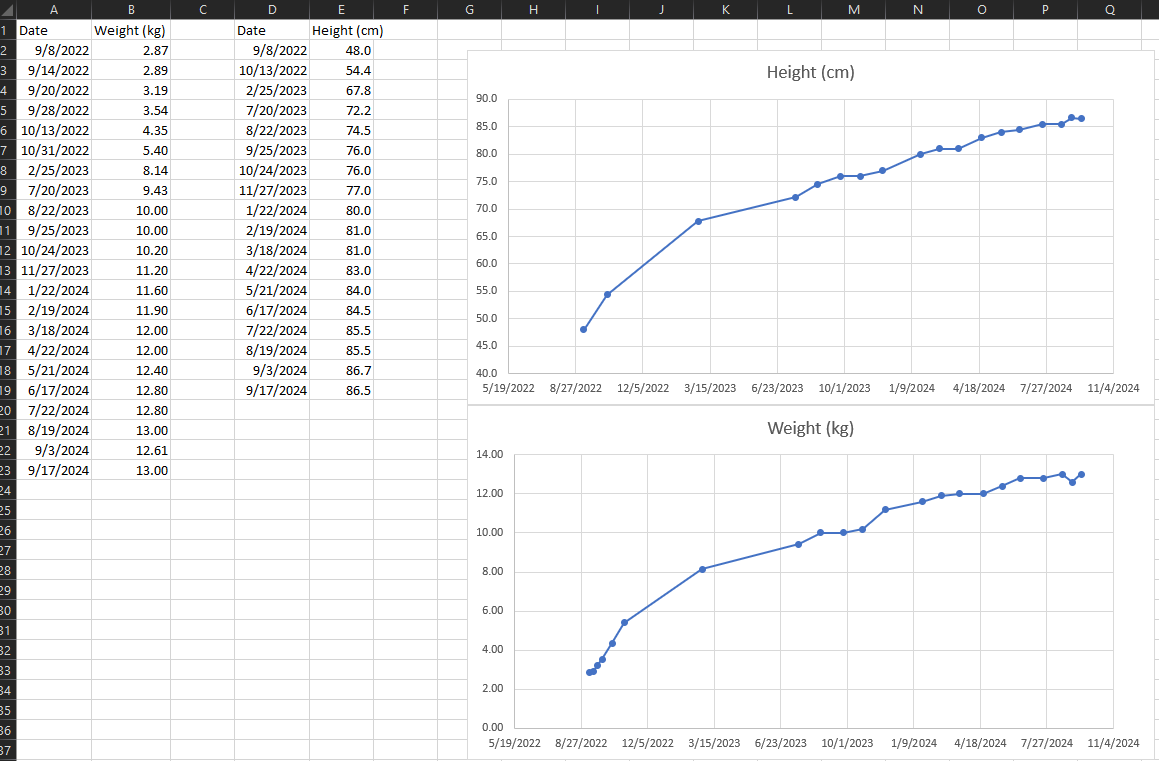 A B C D E F G H I J K L M N O P Q
1 Date Weight (kg) Date Height (cm)
2 9/8/2022 2.87 9/8/2022 48.0
3 9/14/2022 2.89 10/13/2022 54.4
4 9/20/2022 3.19 2/25/2023 67.8
5 9/28/2022 3.54 7/20/2023 72.2
6 10/13/2022 4.35 8/22/2023 74.5
7 10/31/2022 5.40 9/25/2023 76.0
8 2/25/2023 8.14 10/24/2023 76.0
9 7/20/2023 9.43 11/27/2023 77.0
10 8/22/2023 10.00 1/22/2024 80.0
11 9/25/2023 10.00 2/19/2024 81.0
12 10/24/2023 10.20 3/18/2024 81.0
13 11/27/2023 11.20 4/22/2024 83.0
14 1/22/2024 11.60 5/21/2024 84.0
15 2/19/2024 11.90 6/17/2024 84.5
16 3/18/2024 12.00 7/22/2024 85.5
17 4/22/2024 12.00 8/19/2024 85.5
18 5/21/2024 12.40 9/3/2024 86.7
19 6/17/2024 12.80 9/17/2024 86.5
20 7/22/2024 12.80
21 8/19/2024 13.00
22 9/3/2024 12.61
23 9/17/2024 13.00
24
25
26
27
28
29
30
31
32
33
34
35
36
37
Height (cm)
90.0
85.0
80.0
75.0
70.0
65.0
60.0
55.0
50.0
45.0
40.0
5/19/2022 8/27/2022 12/5/2022 3/15/2023 6/23/2023 10/1/2023 1/9/2024 4/18/2024 7/27/2024 11/4/2024
Weight (kg)
14.00
12.00
10.00
8.00
6.00
4.00
2.00
0.00
5/19/2022 8/27/2022 12/5/2022 3/15/2023 6/23/2023 10/1/2023 1/9/2024 4/18/2024 7/27/2024 11/4/2024